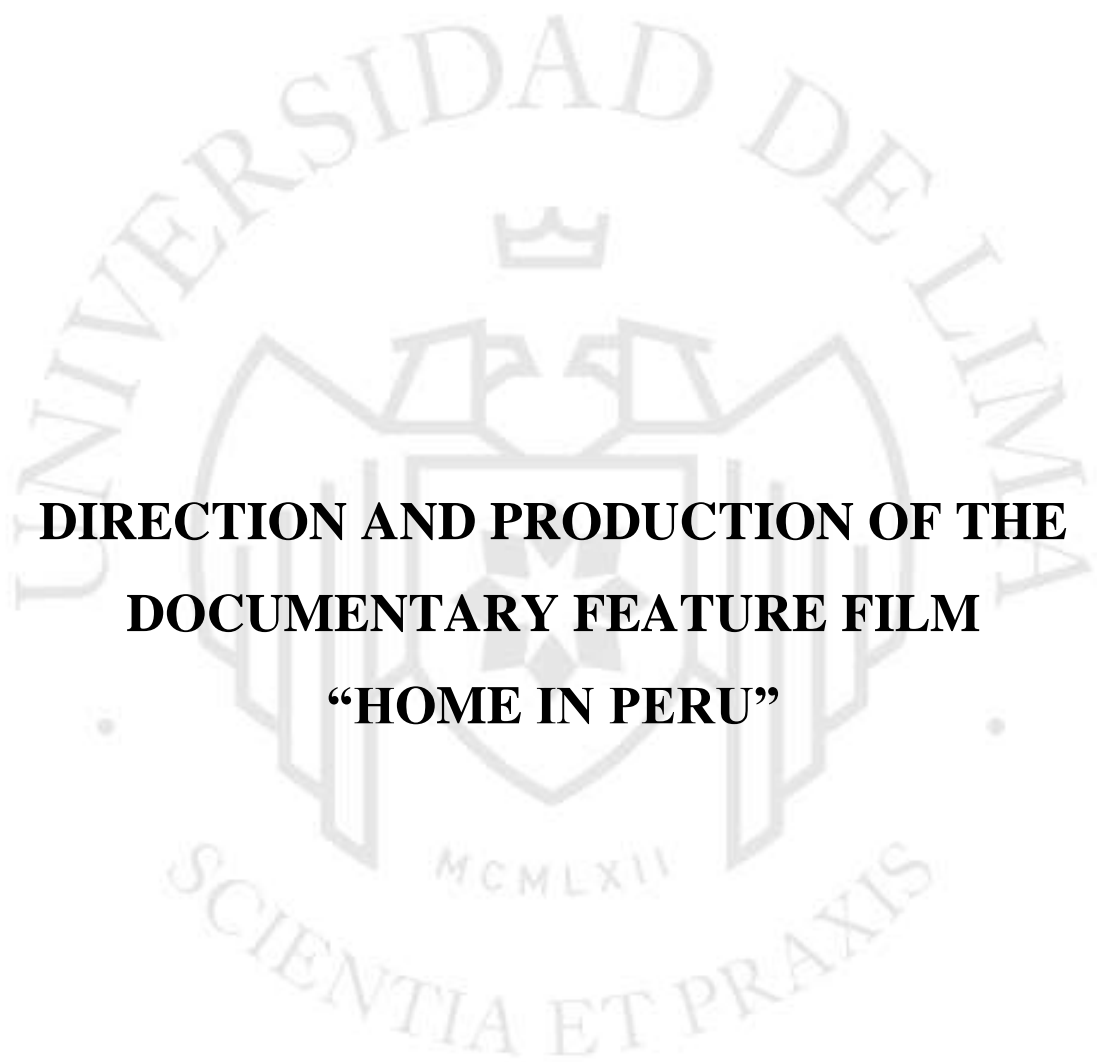 UNIVERSIDAD DE LIMA
DIRECTION AND PRODUCTION OF THE
DOCUMENTARY FEATURE FILM
“HOME IN PERU”
MCMLXII
SCIENTIA ET PRAXIS